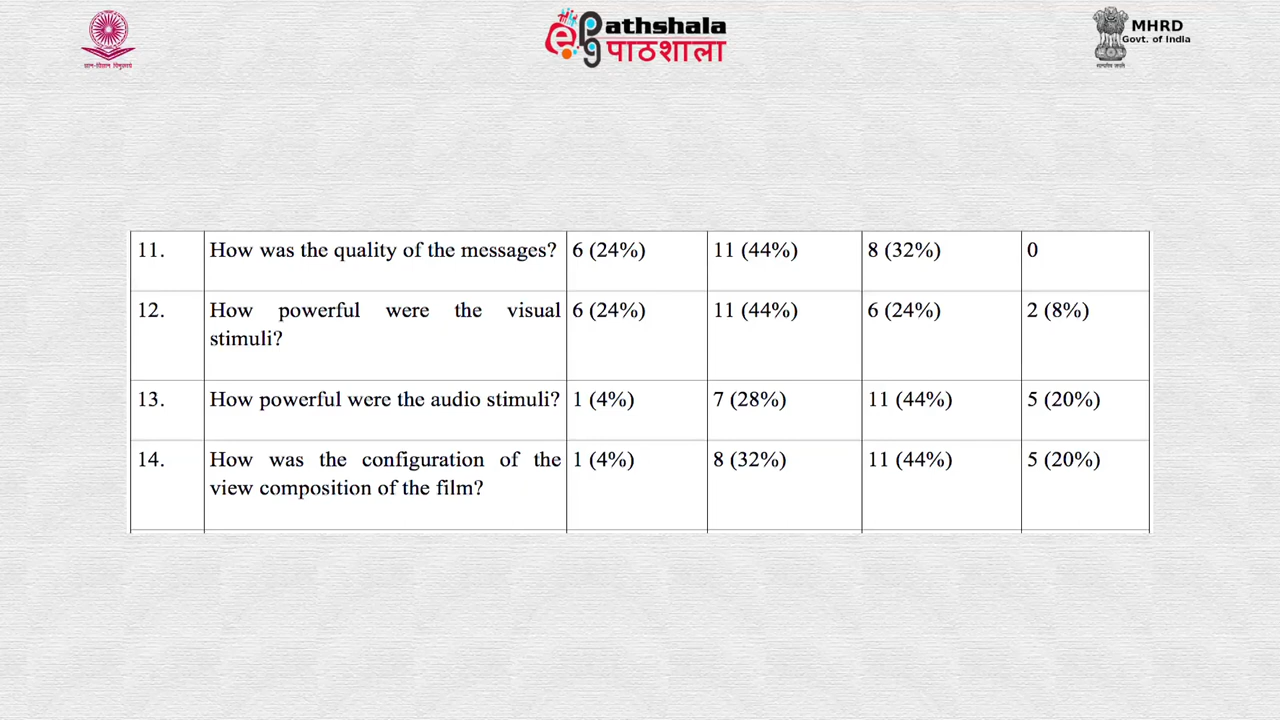 ePathshala
पाठशाला
MHRD
Govt. of India
11. How was the quality of the messages? 6 (24%) 11 (44%) 8 (32%) 0
12. How powerful were the visual 6 (24%) 11 (44%) 6 (24%) 2 (8%)
stimuli?
13. How powerful were the audio stimuli? 1 (4%) 7 (28%) 11 (44%) 5 (20%)
14. How was the configuration of the 1 (4%) 8 (32%) 11 (44%) 5 (20%)
view composition of the film?